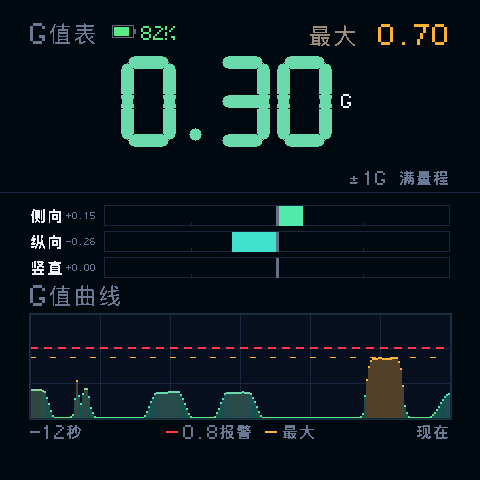 G值表 82% 最大 0.70
0.30 G
±1G 满量程
侧向 +0.15
纵向 -0.26
竖直 +0.00
G值曲线
-12秒 0.8报警 最大 现在